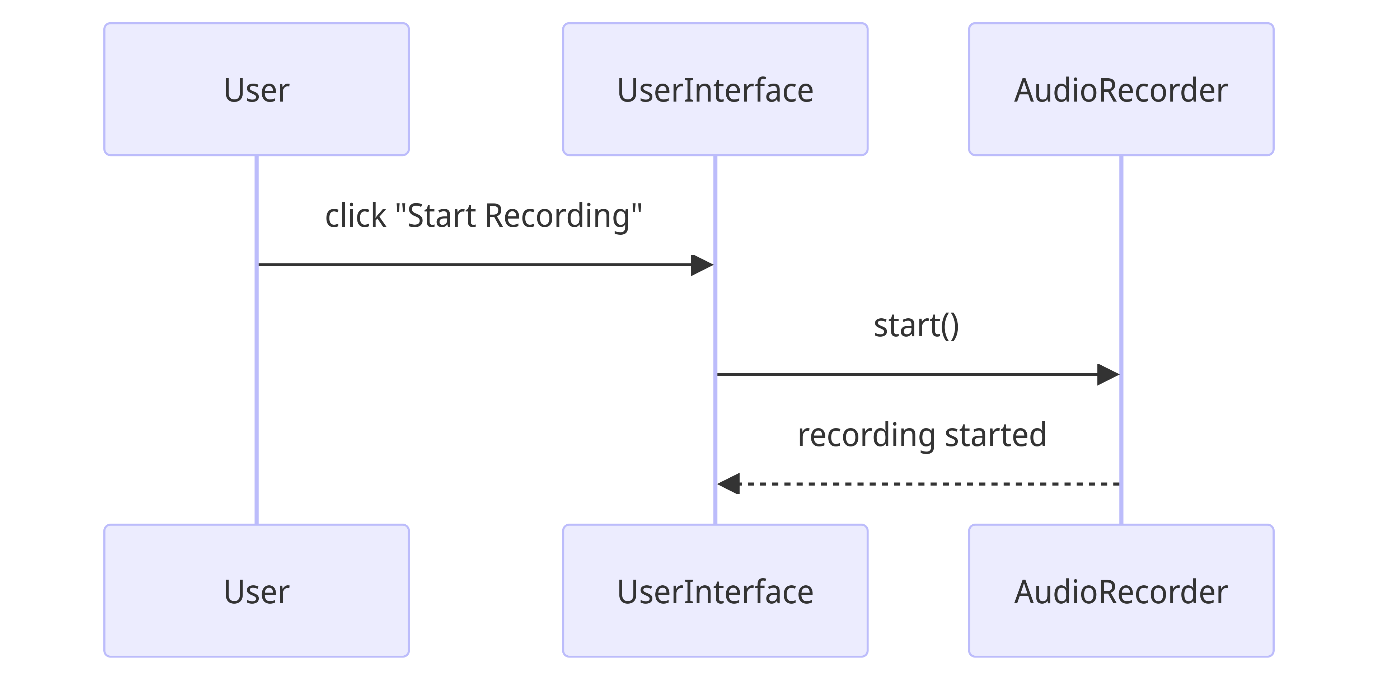 User
UserInterface
AudioRecorder
click "Start Recording"
start()
recording started
User
UserInterface
AudioRecorder